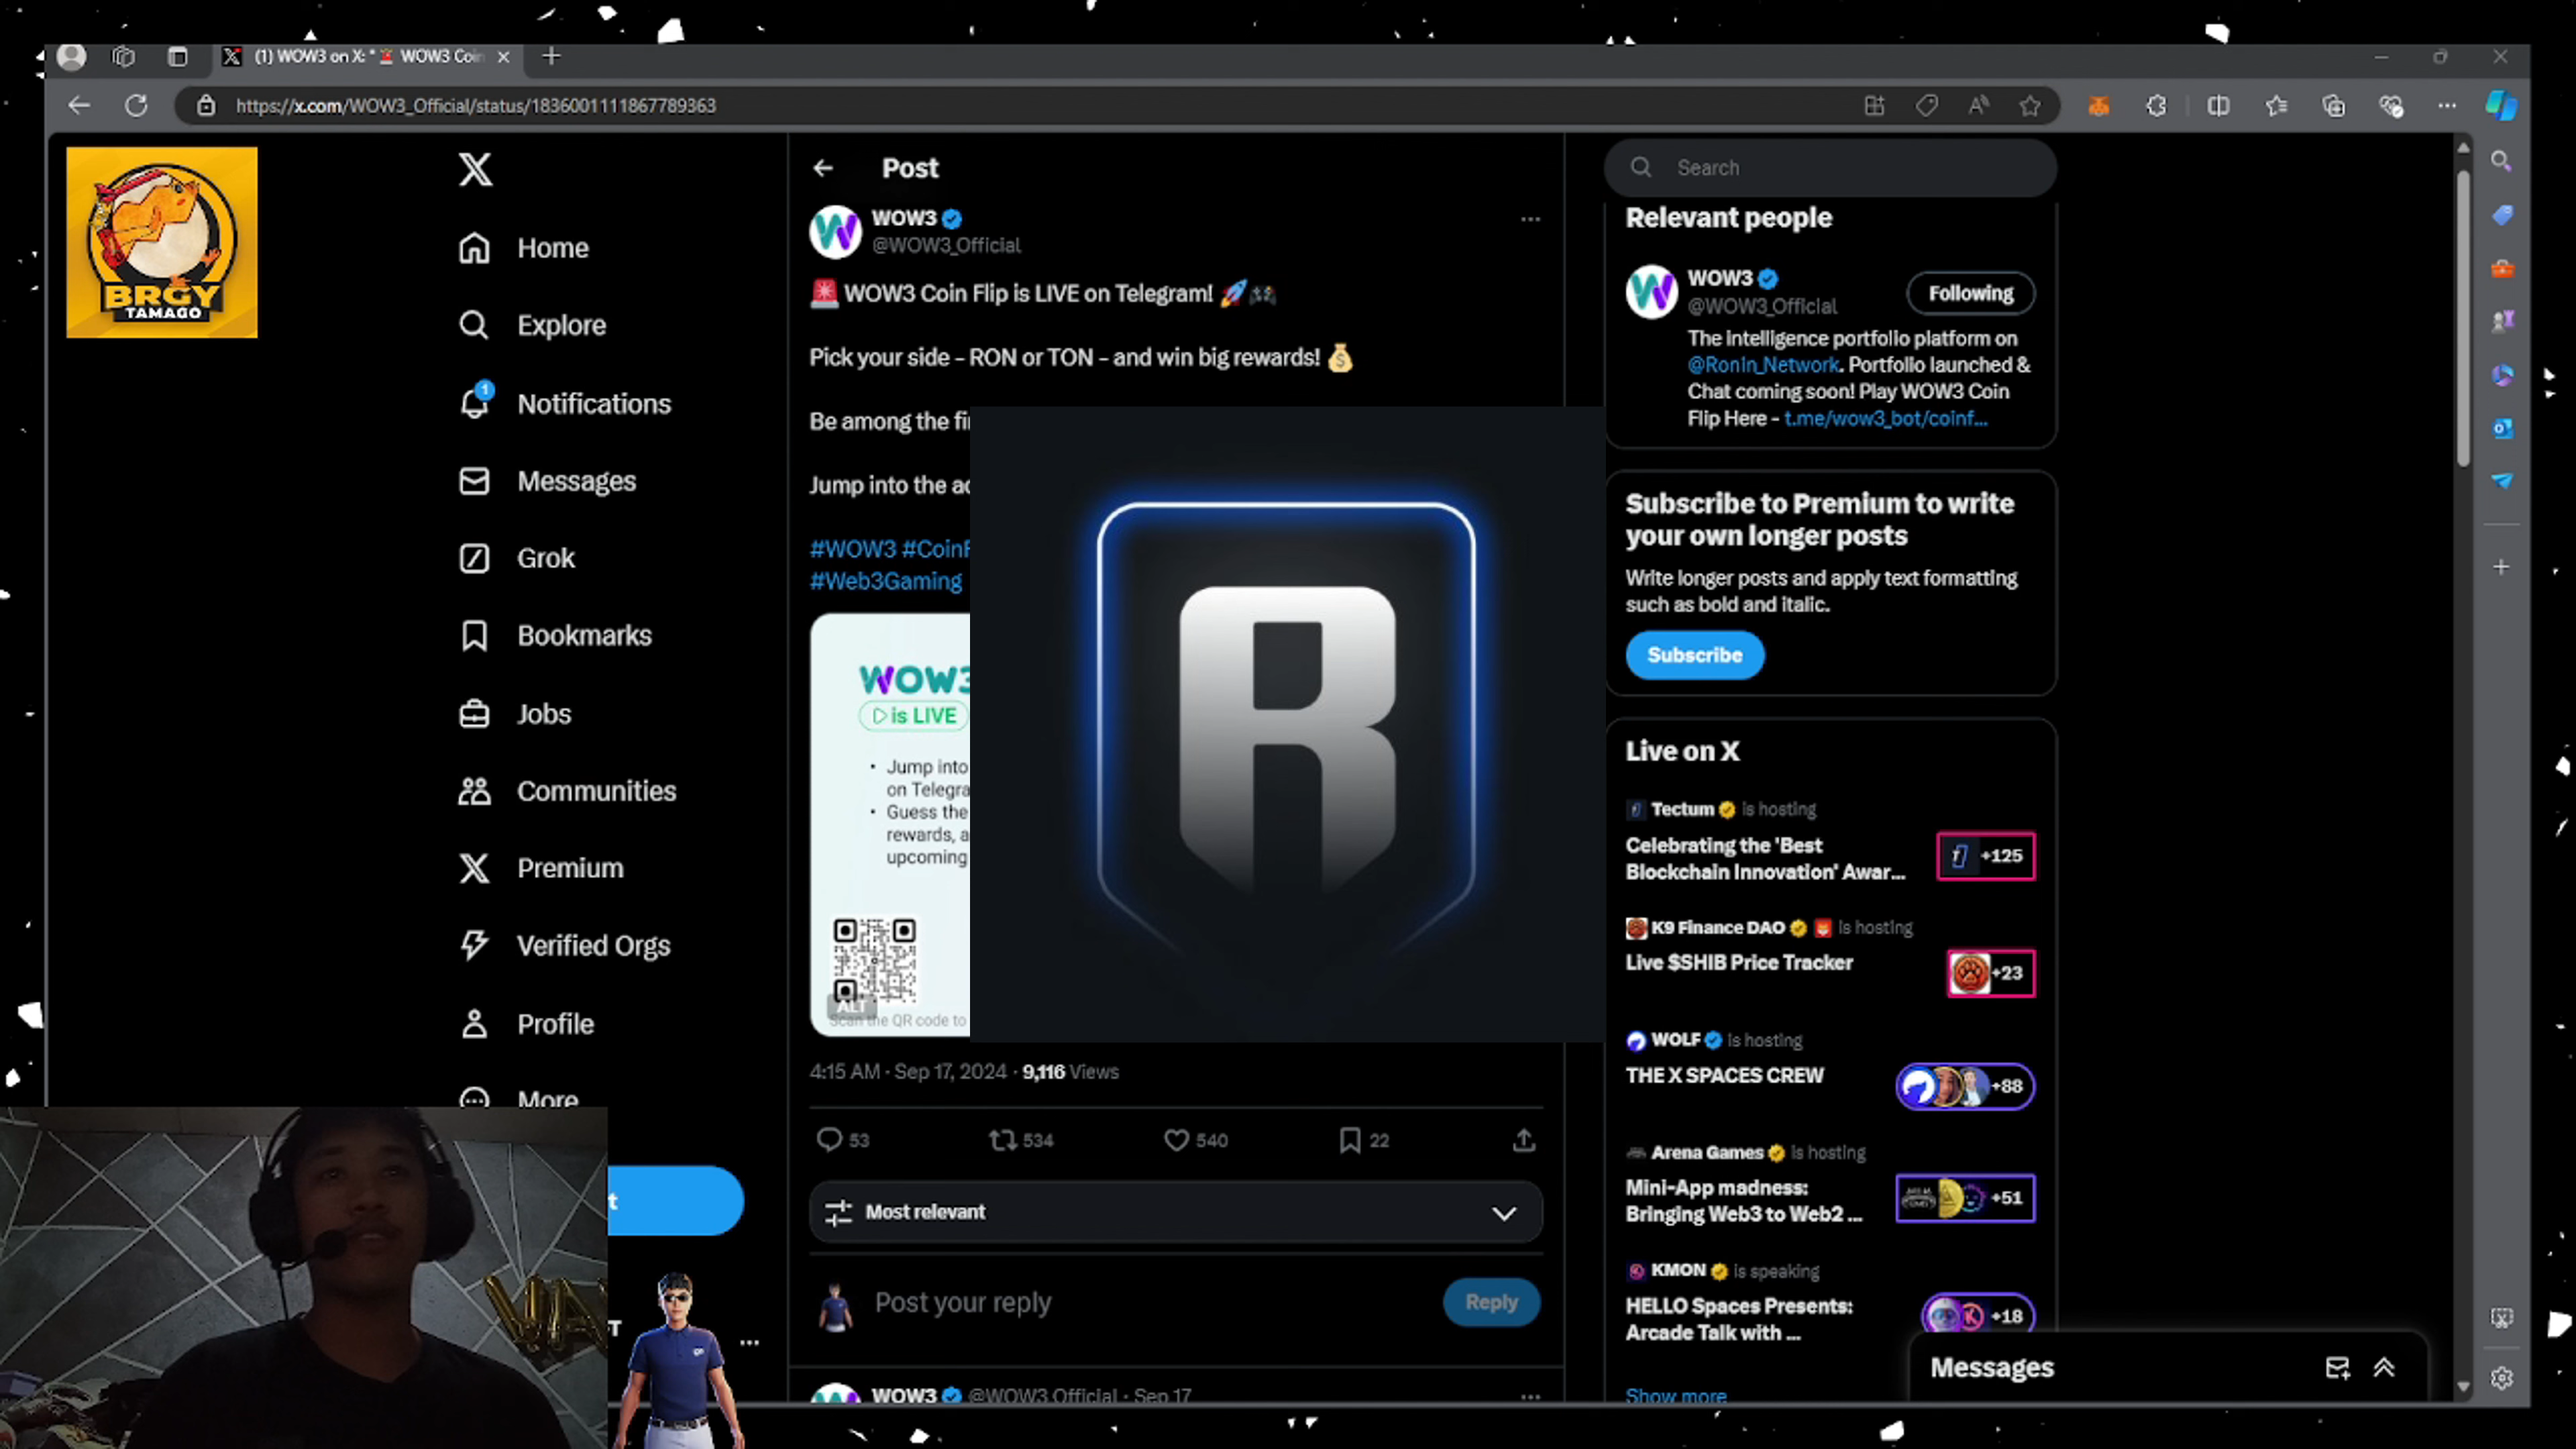 (1) WOW3 on X: "🚨 WOW3 Coin
https://x.com/WOW3_Official/status/1836001111867789363
BRGY
TAMAGO
Home
Explore
1
Notifications
Messages
Grok
Bookmarks
Jobs
Communities
Premium
Verified Orgs
Profile
More
Post
WOW3
@WOW3_Official
🚨 WOW3 Coin Flip is LIVE on Telegram! 🚀🎮
Pick your side – RON or TON – and win big rewards! 💰
Be among the
Jump into the
#WOW3
#Web3Gaming
WOW3
is LIVE
• Jump into
on
• Guess the
rewards,
upcoming
ALT
Scan the QR code to
R
4:15 AM · Sep 17, 2024 · 9,116 Views
53
534
540
22
Most relevant
Post your reply
Reply
WOW3 @WOW3_Official · Sep 17
Search
Relevant people
WOW3
@WOW3_Official
Following
The intelligence portfolio platform on
@Ronin_Network. Portfolio launched &
Chat coming soon! Play WOW3 Coin
Flip Here - t.me/wow3_bot/coinf...
Subscribe to Premium to write
your own longer posts
Write longer posts and apply text formatting
such as bold and italic.
Subscribe
Live on X
Tectum is hosting
Celebrating the 'Best
Blockchain Innovation' Awar...
+125
K9 Finance DAO is hosting
Live $SHIB Price Tracker
+23
WOLF is hosting
THE X SPACES CREW
+88
Arena Games is hosting
Mini-App madness:
Bringing Web3 to Web2 ...
+51
KMON is speaking
HELLO Spaces Presents:
Arcade Talk with ...
+18
Show more
Messages